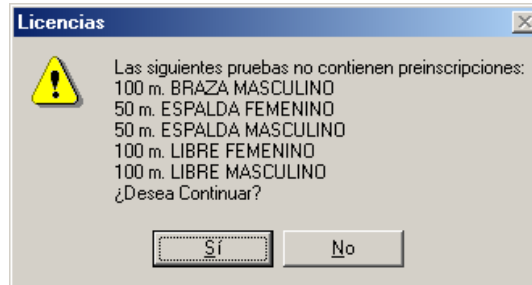 Licencias
Las siguientes pruebas no contienen preinscripciones:
100 m. BRAZA MASCULINO
50 m. ESPALDA FEMENINO
50 m. ESPALDA MASCULINO
100 m. LIBRE FEMENINO
100 m. LIBRE MASCULINO
¿Desea Continuar?
Sí No